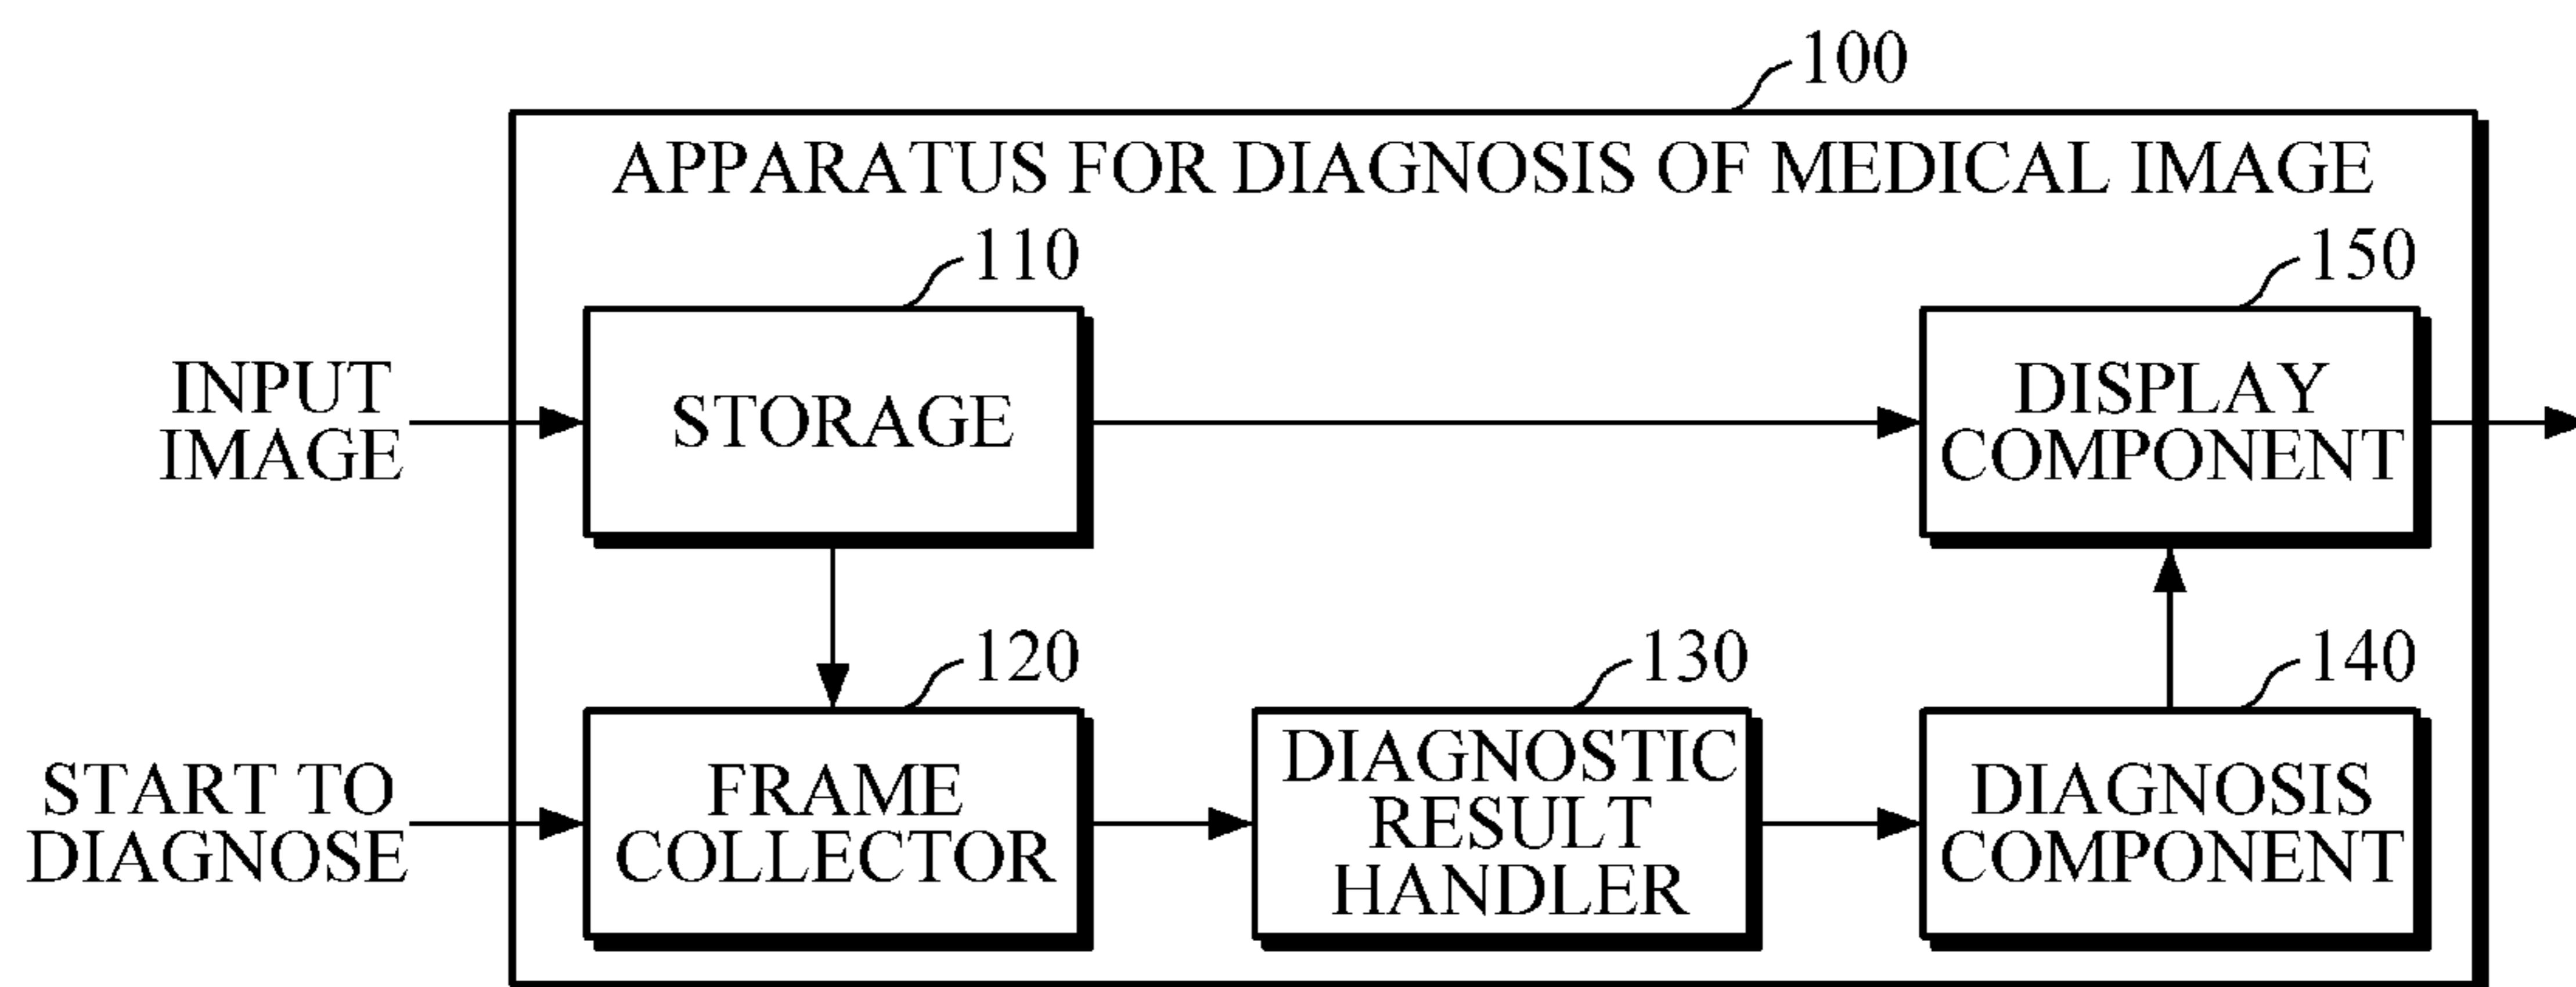 100
APPARATUS FOR DIAGNOSIS OF MEDICAL IMAGE
110
150
INPUT
IMAGE
STORAGE
DISPLAY
COMPONENT
120
130
140
START TO
DIAGNOSE
FRAME
COLLECTOR
DIAGNOSTIC
RESULT
HANDLER
DIAGNOSIS
COMPONENT